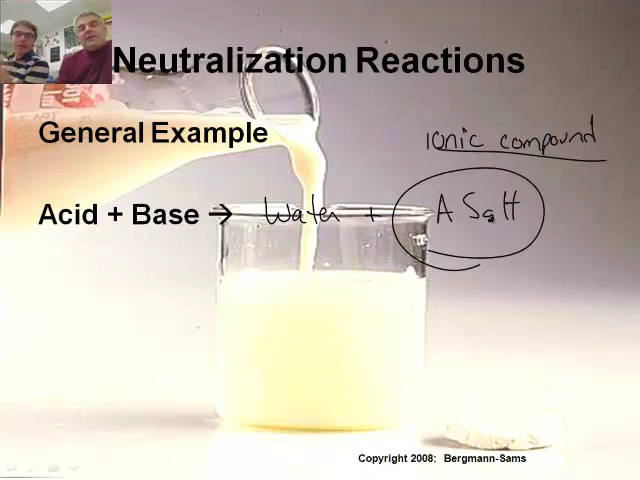 Neutralization Reactions
General Example
ionic compound
Acid + Base → Water + A Salt
Copyright 2008: Bergmann-Sams